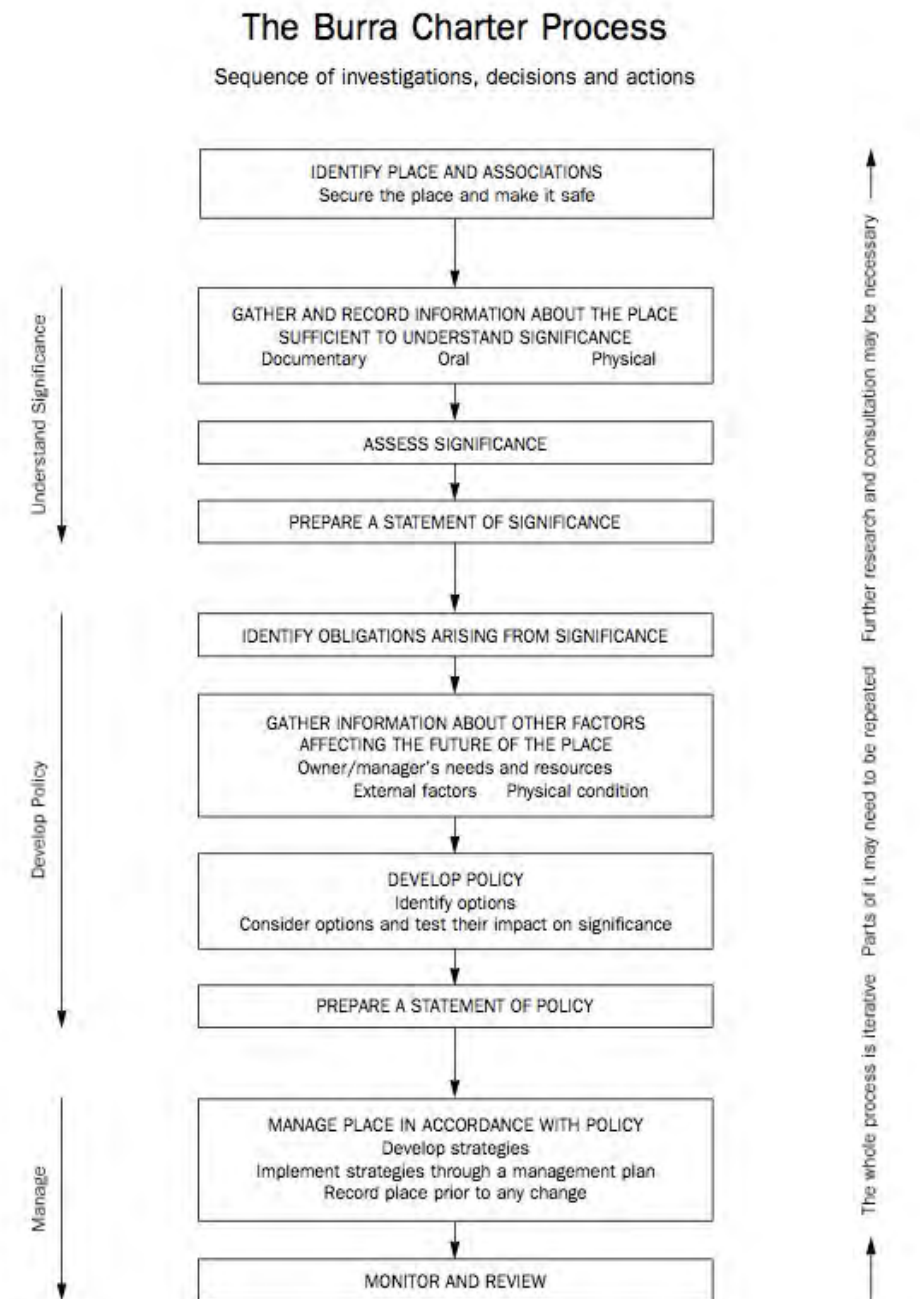 The Burra Charter Process
Sequence of investigations, decisions and actions
IDENTIFY PLACE AND ASSOCIATIONS
Secure the place and make it safe
GATHER AND RECORD INFORMATION ABOUT THE PLACE
SUFFICIENT TO UNDERSTAND SIGNIFICANCE
Documentary Oral Physical
ASSESS SIGNIFICANCE
PREPARE A STATEMENT OF SIGNIFICANCE
Understand Significance
IDENTIFY OBLIGATIONS ARISING FROM SIGNIFICANCE
GATHER INFORMATION ABOUT OTHER FACTORS
AFFECTING THE FUTURE OF THE PLACE
Owner/manager's needs and resources
External factors Physical condition
DEVELOP POLICY
Identify options
Consider options and test their impact on significance
PREPARE A STATEMENT OF POLICY
Develop Policy
MANAGE PLACE IN ACCORDANCE WITH POLICY
Develop strategies
Implement strategies through a management plan
Record place prior to any change
MONITOR AND REVIEW
Manage
The whole process is iterative Parts of it may need to be repeated Further research and consultation may be necessary